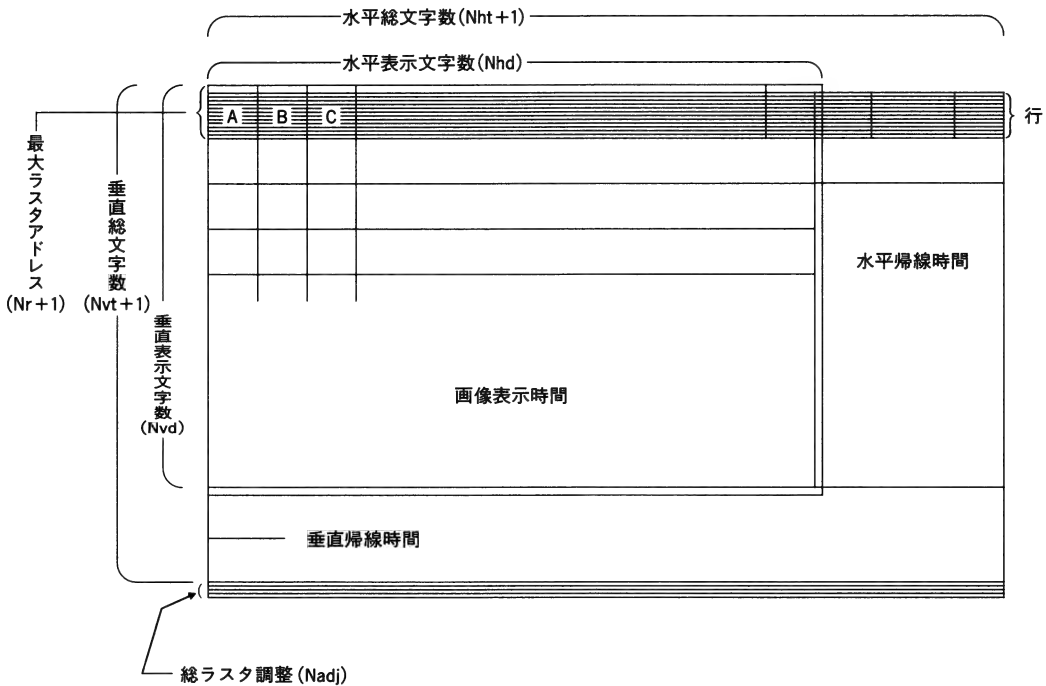 水平総文字数(Nht+1)
水平表示文字数(Nhd)
A B C
行
最大ラスタアドレス
(Nr+1)
垂直総文字数
(Nvt+1)
垂直表示文字数
(Nvd)
水平帰線時間
画像表示時間
垂直帰線時間
総ラスタ調整(Nadj)